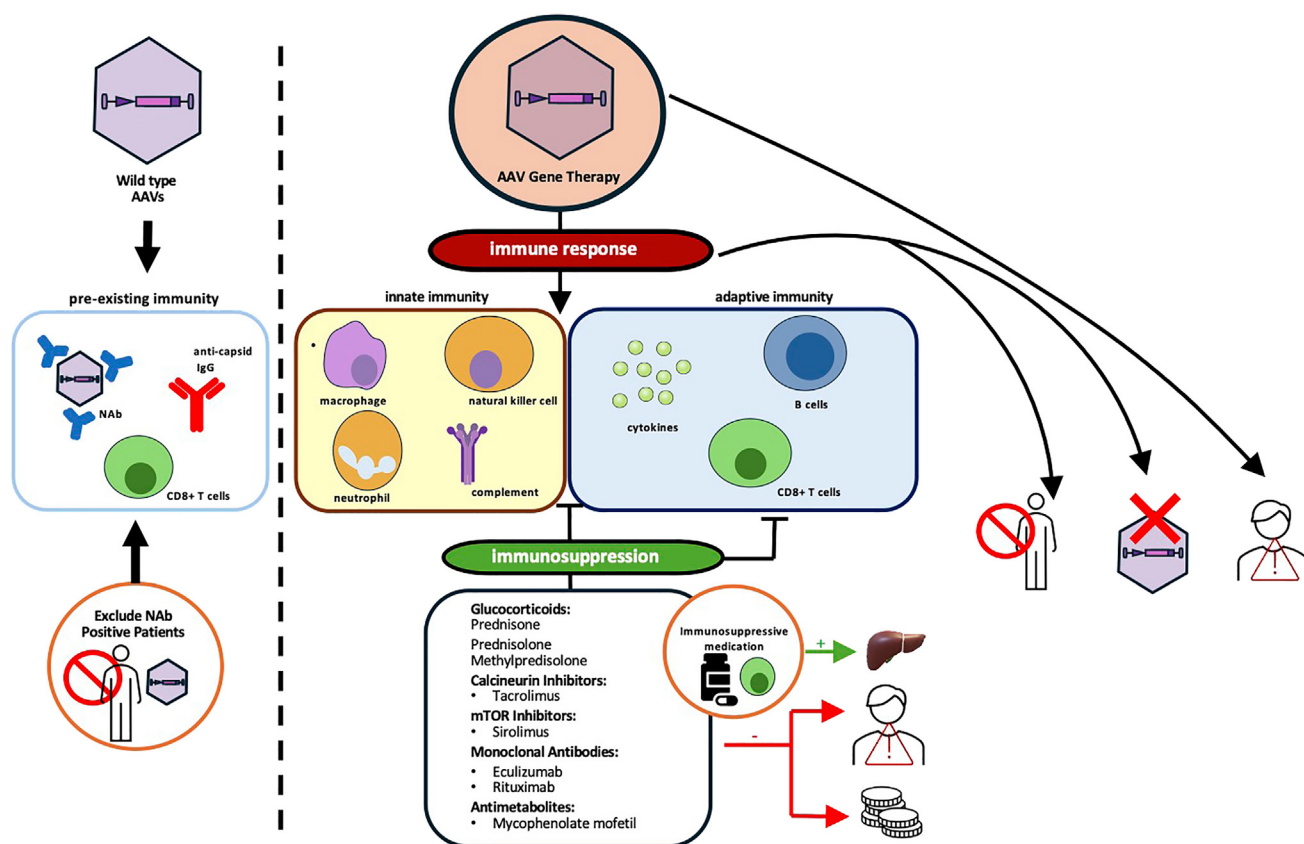 Wild type
AAVs
pre-existing immunity
anti-capsid
IgG
NAb
CD8+ T cells
Exclude NAb
Positive Patients
AAV Gene Therapy
immune response
innate immunity
adaptive immunity
macrophage
natural killer cell
neutrophil
complement
cytokines
B cells
CD8+ T cells
immunosuppression
Glucocorticoids:
Prednisone
Prednisolone
Methylpredisolone
Calcineurin Inhibitors:
• Tacrolimus
mTOR Inhibitors:
• Sirolimus
Monoclonal Antibodies:
• Eculizumab
• Rituximab
Antimetabolites:
• Mycophenolate mofetil
Immunosuppressive
medication
+
-
!
!